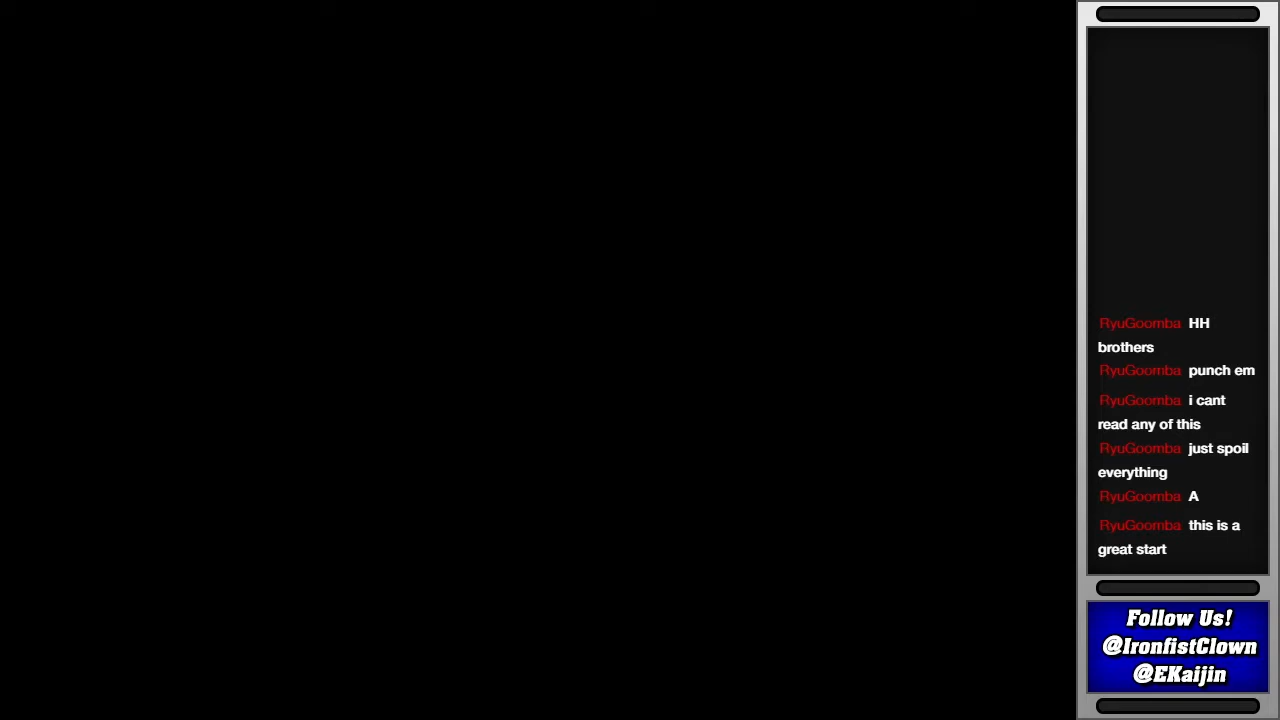 RyuGoomba HH
brothers
RyuGoomba punch em
RyuGoomba i cant
read any of this
RyuGoomba just spoil
everything
RyuGoomba A
RyuGoomba this is a
great start
Follow Us!
@IronfistClown
@EKaijin